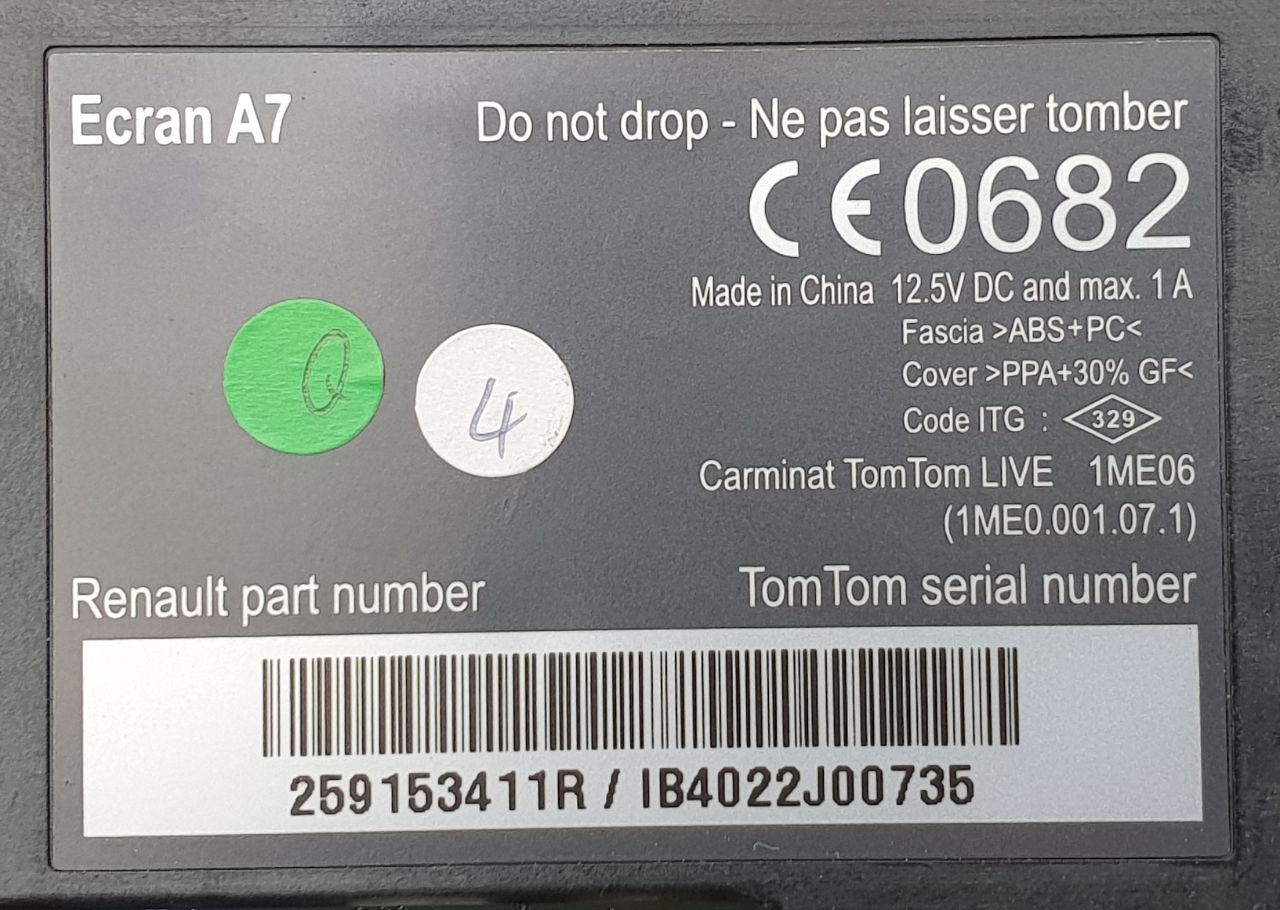 Ecran A7
Do not drop - Ne pas laisser tomber
CE 0682
Made in China 12.5V DC and max. 1 A
Fascia >ABS+PC<
Cover >PPA+30% GF<
Code ITG : 329
Carminat TomTom LIVE 1ME06
(1ME0.001.07.1)
Q
4
Renault part number
TomTom serial number
259153411R / IB4022J00735